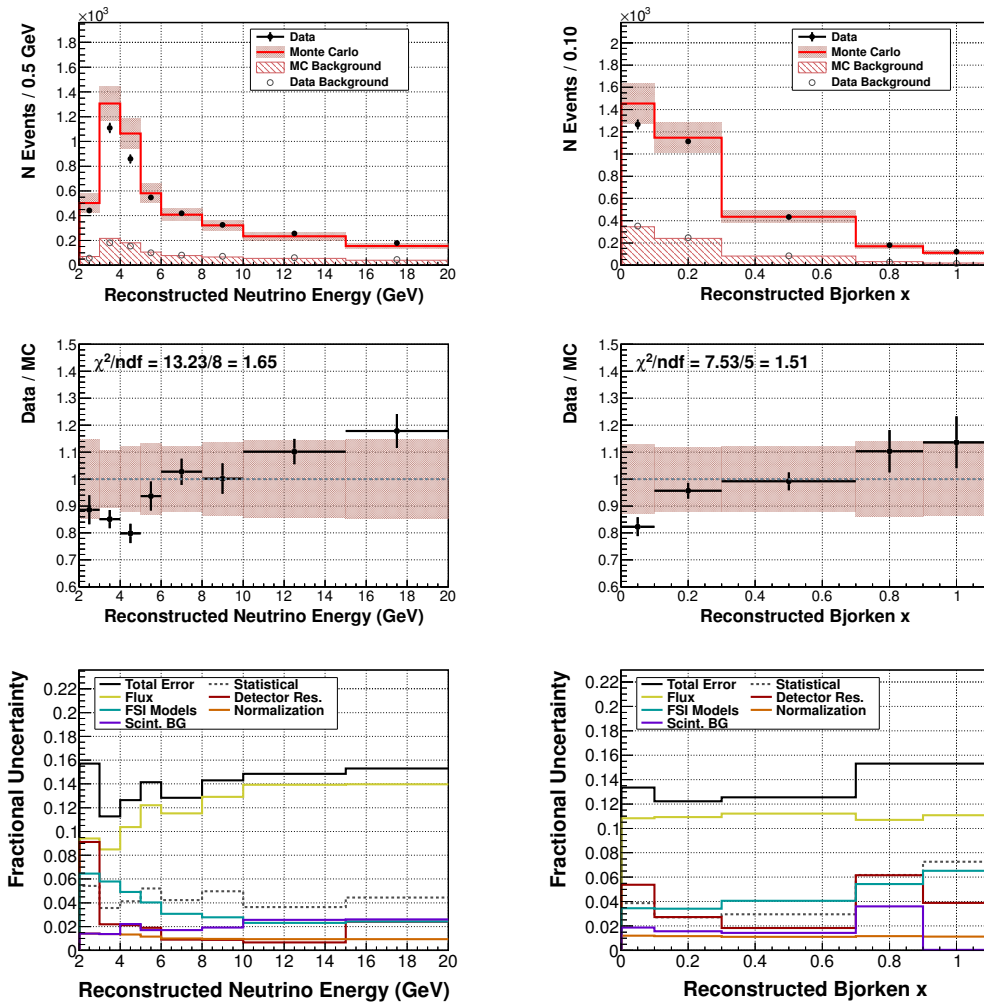 ×10³
N Events / 0.5 GeV
1.8
1.6
1.4
1.2
1
0.8
0.6
0.4
0.2
0
Data
Monte Carlo
MC Background
Data Background
2 4 6 8 10 12 14 16 18 20
Reconstructed Neutrino Energy (GeV)
×10³
N Events / 0.10
2
1.8
1.6
1.4
1.2
1
0.8
0.6
0.4
0.2
0
Data
Monte Carlo
MC Background
Data Background
0 0.2 0.4 0.6 0.8 1
Reconstructed Bjorken x
Data / MC
1.5
1.4
1.3
1.2
1.1
1
0.9
0.8
0.7
0.6
χ²/ndf = 13.23/8 = 1.65
2 4 6 8 10 12 14 16 18 20
Reconstructed Neutrino Energy (GeV)
Data / MC
1.5
1.4
1.3
1.2
1.1
1
0.9
0.8
0.7
0.6
χ²/ndf = 7.53/5 = 1.51
0 0.2 0.4 0.6 0.8 1
Reconstructed Bjorken x
Fractional Uncertainty
0.22
0.2
0.18
0.16
0.14
0.12
0.1
0.08
0.06
0.04
0.02
0
Total Error Statistical
Flux Detector Res.
FSI Models Normalization
Scint. BG
2 4 6 8 10 12 14 16 18 20
Reconstructed Neutrino Energy (GeV)
Fractional Uncertainty
0.22
0.2
0.18
0.16
0.14
0.12
0.1
0.08
0.06
0.04
0.02
0
Total Error Statistical
Flux Detector Res.
FSI Models Normalization
Scint. BG
0 0.2 0.4 0.6 0.8 1
Reconstructed Bjorken x